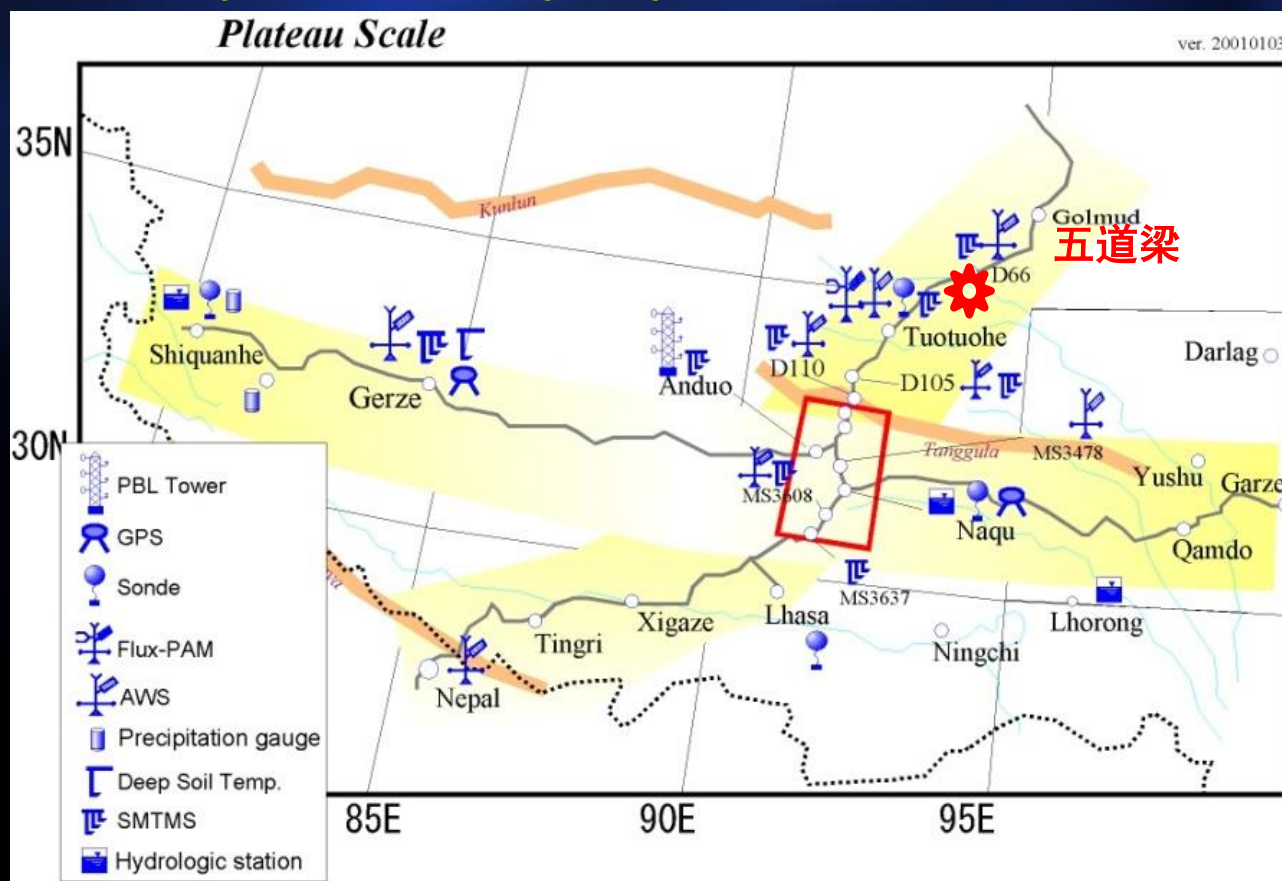 Plateau Scale
ver. 20010103
35N
Kunlun
Golmud
五道梁
D66
Shiquanhe
Tuotuohe
Darlag
Gerze
Anduo
D110
D105
30N
Tanggula
MS3478
Yushu
Garze
MS3608
Naqu
Qamdo
MS3637
Lhasa
Lhorong
Xigaze
Tingri
Ningchi
Nepal
PBL Tower
GPS
Sonde
Flux-PAM
AWS
Precipitation gauge
Deep Soil Temp.
SMTMS
Hydrologic station
85E
90E
95E